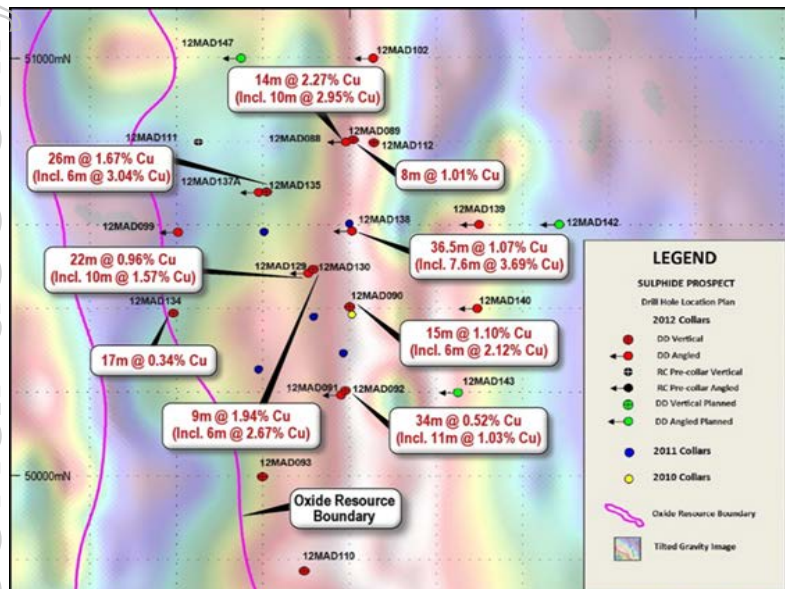 12MAD147
12MAD102
51000mN
14m @ 2.27% Cu
(Incl. 10m @ 2.95% Cu)
12MAD111
12MAD088
12MAD089
12MAD112
26m @ 1.67% Cu
(Incl. 6m @ 3.04% Cu)
8m @ 1.01% Cu
12MAD137A
12MAD135
12MAD099
12MAD138
12MAD139
12MAD142
36.5m @ 1.07% Cu
(Incl. 7.6m @ 3.69% Cu)
22m @ 0.96% Cu
(Incl. 10m @ 1.57% Cu)
12MAD129
12MAD130
12MAD134
12MAD090
12MAD140
15m @ 1.10% Cu
(Incl. 6m @ 2.12% Cu)
17m @ 0.34% Cu
12MAD091
12MAD092
12MAD143
9m @ 1.94% Cu
(Incl. 6m @ 2.67% Cu)
34m @ 0.52% Cu
(Incl. 11m @ 1.03% Cu)
12MAD093
50000mN
Oxide Resource
Boundary
12MAD110
LEGEND
SULPHIDE PROSPECT
Drill Hole Location Plan
2012 Collars
DD Vertical
DD Angled
RC Pre-collar Vertical
RC Pre-collar Angled
DD Vertical Planned
DD Angled Planned
2011 Collars
2010 Collars
Oxide Resource Boundary
Tilted Gravity Image